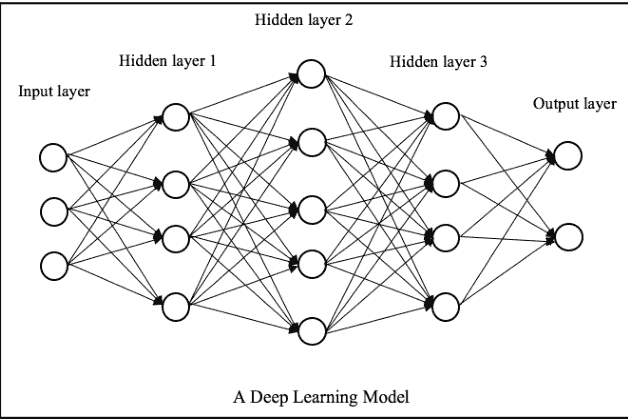 Hidden layer 2
Hidden layer 1
Hidden layer 3
Input layer
Output layer
A Deep Learning Model